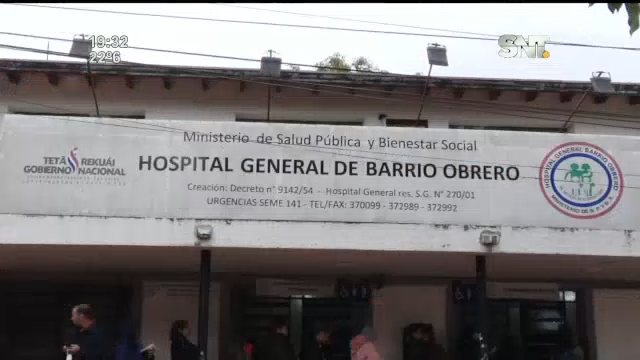 19:32
22°6
SNT
Ministerio de Salud Pública y Bienestar Social
TETÃ REKUÁI
GOBIERNO NACIONAL
HOSPITAL GENERAL DE BARRIO OBRERO
Creación: Decreto n° 9142/54 - Hospital General res. S.G. N° 270/01
URGENCIAS SEME 141 - TEL/FAX: 370099 - 372989 - 372992
HOSPITAL GENERAL BARRIO OBRERO